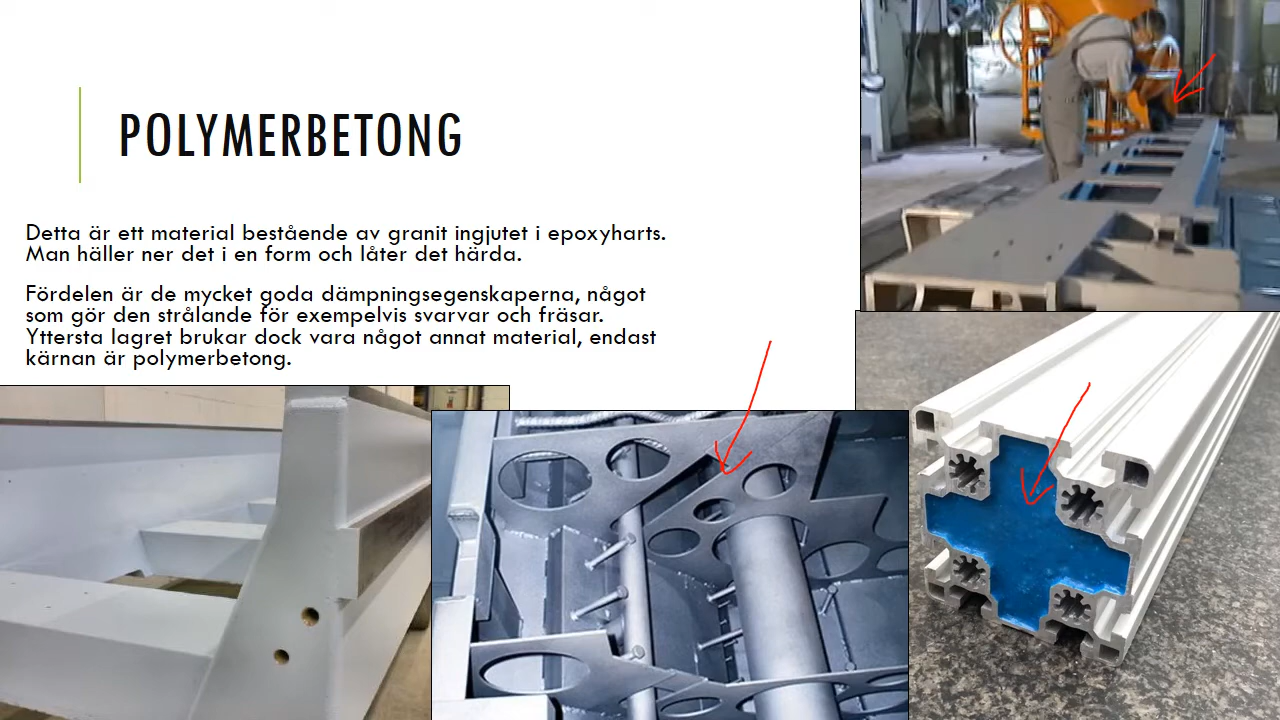 POLYMERBETONG
Detta är ett material bestående av granit ingjutet i epoxyharts.
Man häller ner det i en form och låter det härda.
Fördelen är de mycket goda dämpningsegenskaperna, något
som gör den strålande för exempelvis svarvar och fräsar.
Yttersta lagret brukar dock vara något annat material, endast
kärnan är polymerbetong.